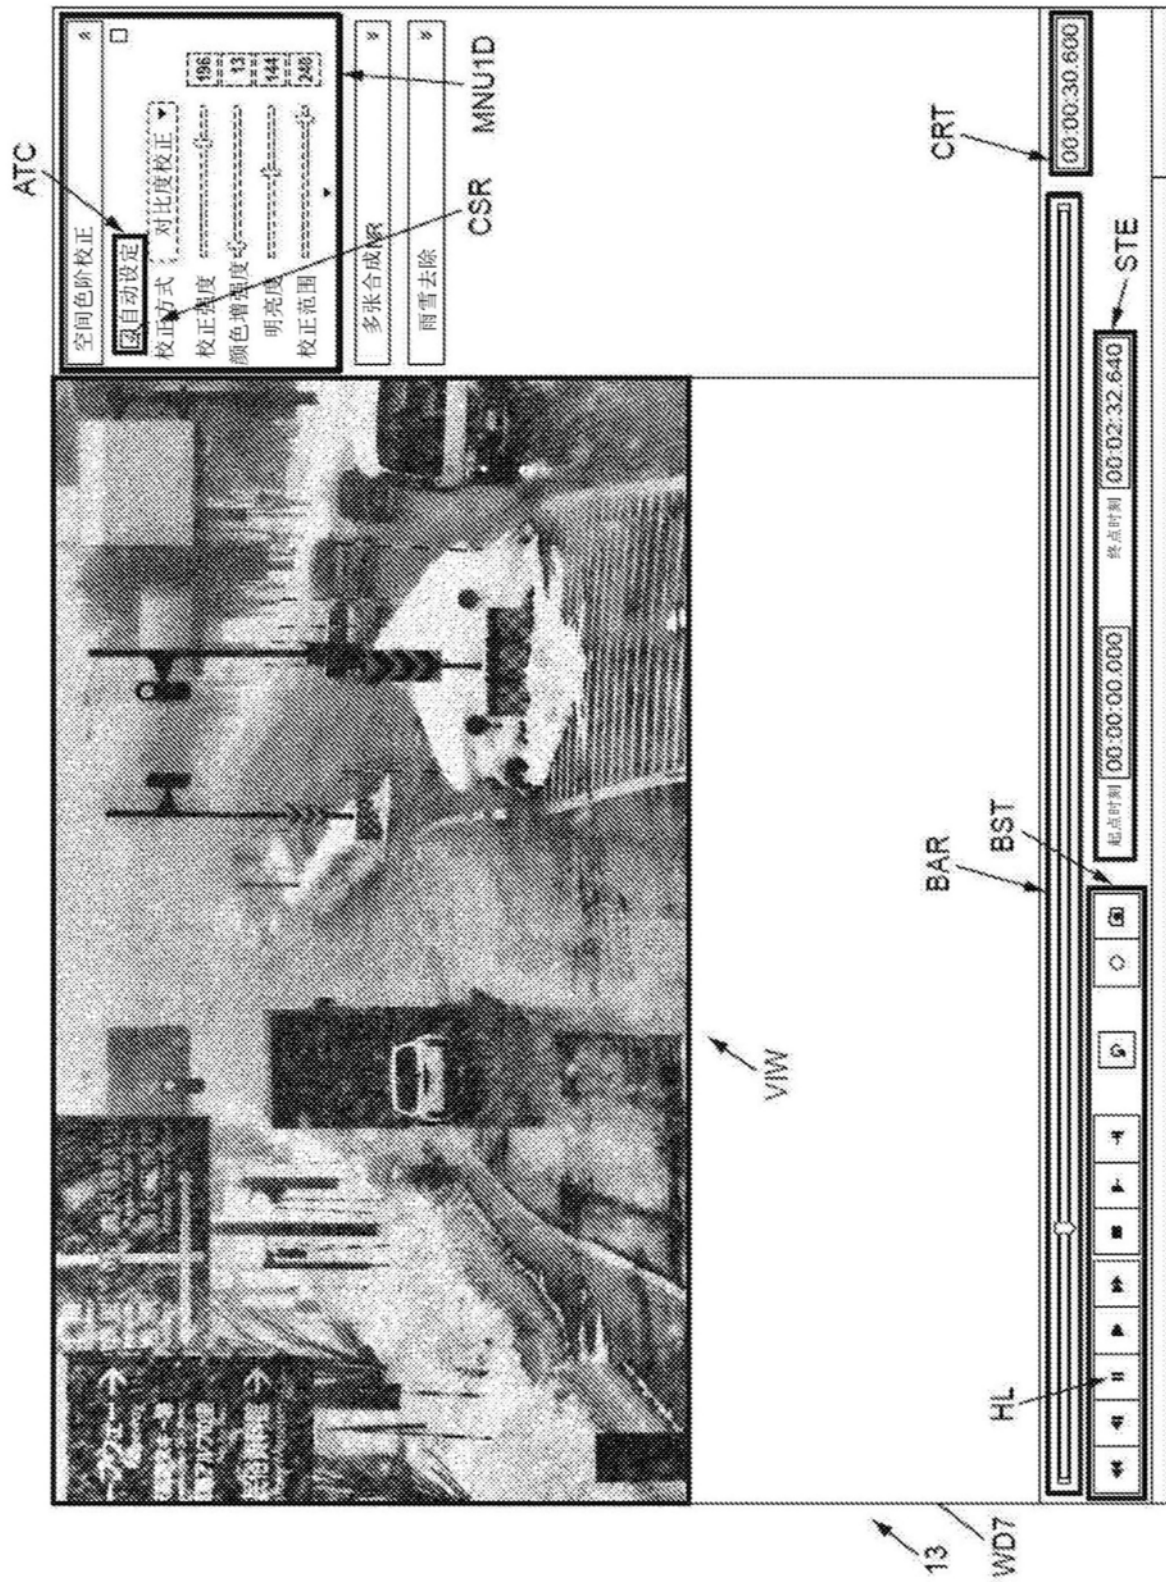 ATC
空间色阶校正
自动设定
校正方式 对比度校正
校正强度 196
颜色增强度 13
明亮度 144
校正范围 248
MNU1D
CSR
多张合成NR
雨雪去除
VIW
CRT
00:00:30.600
BAR
BST
STE
起点时刻 00:00:00.000 终点时刻 00:02:32.640
HL
13
WD7